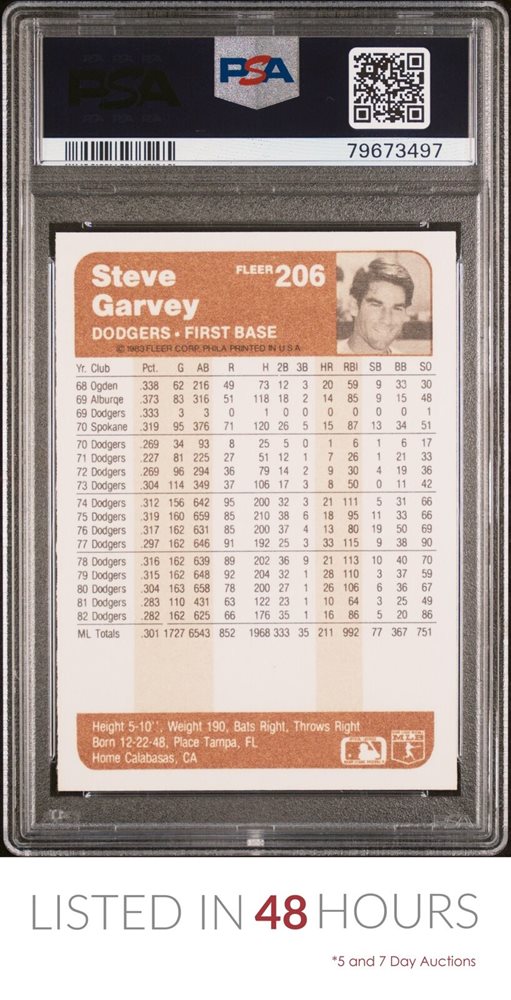 PSA
PSA
79673497
Steve
Garvey
FLEER 206
DODGERS • FIRST BASE
© 1983 FLEER CORP. PHILA PRINTED IN U S A
Yr. Club Pct. G AB R H 2B 3B HR RBI SB BB SO
68 Ogden .338 62 216 49 73 12 3 20 59 9 33 30
69 Alburqe .373 83 316 51 118 18 2 14 85 9 15 48
69 Dodgers .333 3 3 0 1 0 0 0 0 0 0 1
70 Spokane .319 95 376 71 120 26 5 15 87 13 34 51
70 Dodgers .269 34 93 8 25 5 0 1 6 1 6 17
71 Dodgers .227 81 225 27 51 12 1 7 26 1 21 33
72 Dodgers .269 96 294 36 79 14 2 9 30 4 19 36
73 Dodgers .304 114 349 37 106 17 3 8 50 0 11 42
74 Dodgers .312 156 642 95 200 32 3 21 111 5 31 66
75 Dodgers .319 160 659 85 210 38 6 18 95 11 33 66
76 Dodgers .317 162 631 85 200 37 4 13 80 19 50 69
77 Dodgers .297 162 646 91 192 25 3 33 115 9 38 90
78 Dodgers .316 162 639 89 202 36 9 21 113 10 40 70
79 Dodgers .315 162 648 92 204 32 1 28 110 3 37 59
80 Dodgers .304 163 658 78 200 27 1 26 106 6 36 67
81 Dodgers .283 110 431 63 122 23 1 10 64 3 25 49
82 Dodgers .282 162 625 66 176 35 1 16 86 5 20 86
ML Totals .301 1727 6543 852 1968 333 35 211 992 77 367 751
Height 5-10'', Weight 190, Bats Right, Throws Right
Born 12-22-48, Place Tampa, FL
Home Calabasas, CA
MLB
LISTED IN 48 HOURS
*5 and 7 Day Auctions